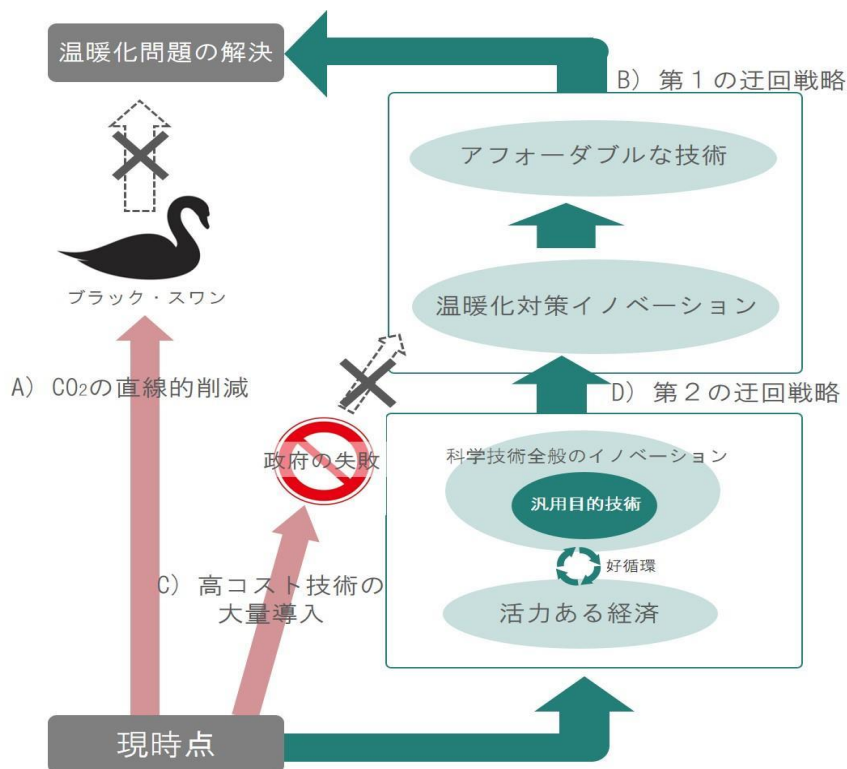 温暖化問題の解決
B) 第1の迂回戦略
アフォーダブルな技術
ブラック・スワン
温暖化対策イノベーション
A) CO₂の直線的削減
D) 第2の迂回戦略
政府の失敗
科学技術全般のイノベーション
汎用目的技術
好循環
C) 高コスト技術の
大量導入
活力ある経済
現時点